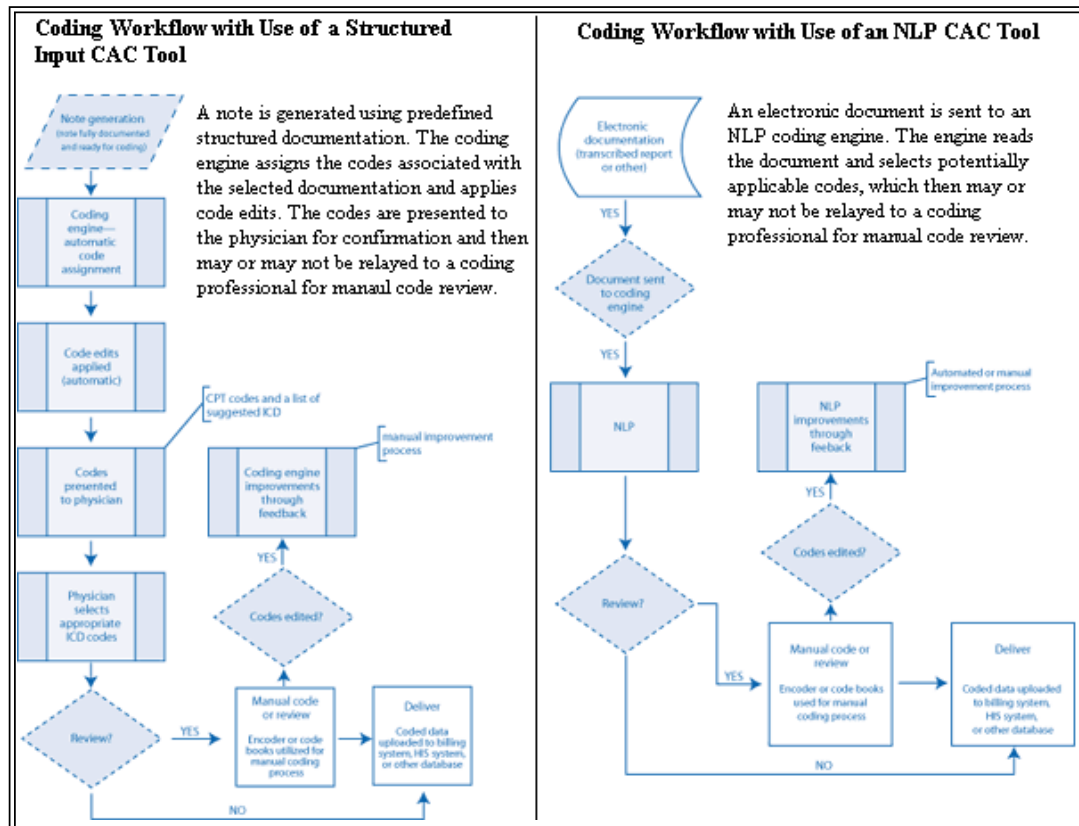 Coding Workflow with Use of a Structured
Input CAC Tool
Note generation
(note fully documented
and ready for coding)
A note is generated using predefined
structured documentation. The coding
engine assigns the codes associated with
the selected documentation and applies
code edits. The codes are presented to
the physician for confirmation and then
may or may not be relayed to a coding
professional for manaul code review.
Coding
engine—
automatic
code
assignment
Code edits
applied
(automatic)
CPT codes and a list of
suggested ICD
Codes
presented
to physician
manual improvement
process
Coding engine
improvements
through
feedback
YES
Physician
selects
appropriate
ICD codes
Codes edited?
Review?
YES
Manual code
or review
Encoder or code
books utilized for
manual coding
process
Deliver
Coded data
uploaded to billing
system, HIS system,
or other database
NO
Coding Workflow with Use of an NLP CAC Tool
Electronic
documentation
(transcribed report
or other)
An electronic document is sent to an
NLP coding engine. The engine reads
the document and selects potentially
applicable codes, which then may or
may not be relayed to a coding
professional for manual code review.
YES
Document sent
to coding
engine
YES
NLP
Automated or manual
improvement process
NLP
improvements
through
feeback
YES
Codes edited?
Review?
YES
Manual code or
review
Encoder or code books
used for manual
coding process
Deliver
Coded data uploaded
to billing system,
HIS system,
or other database
NO